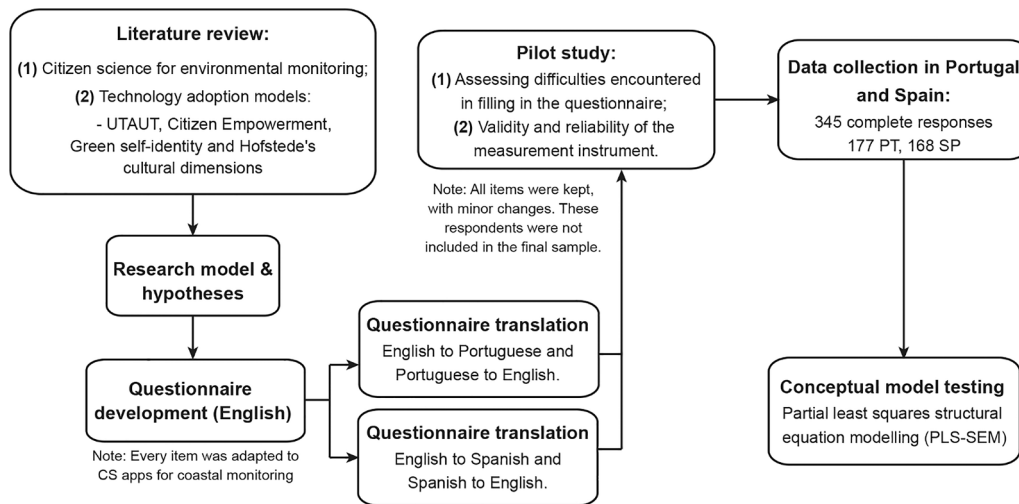 Literature review:
(1) Citizen science for environmental monitoring;
(2) Technology adoption models:
- UTAUT, Citizen Empowerment,
Green self-identity and Hofstede's
cultural dimensions
Research model &
hypotheses
Questionnaire
development (English)
Note: Every item was adapted to
CS apps for coastal monitoring
Questionnaire translation
English to Portuguese and
Portuguese to English.
Questionnaire translation
English to Spanish and
Spanish to English.
Pilot study:
(1) Assessing difficulties encountered
in filling in the questionnaire;
(2) Validity and reliability of the
measurement instrument.
Note: All items were kept,
with minor changes. These
respondents were not
included in the final sample.
Data collection in Portugal
and Spain:
345 complete responses
177 PT, 168 SP
Conceptual model testing
Partial least squares structural
equation modelling (PLS-SEM)